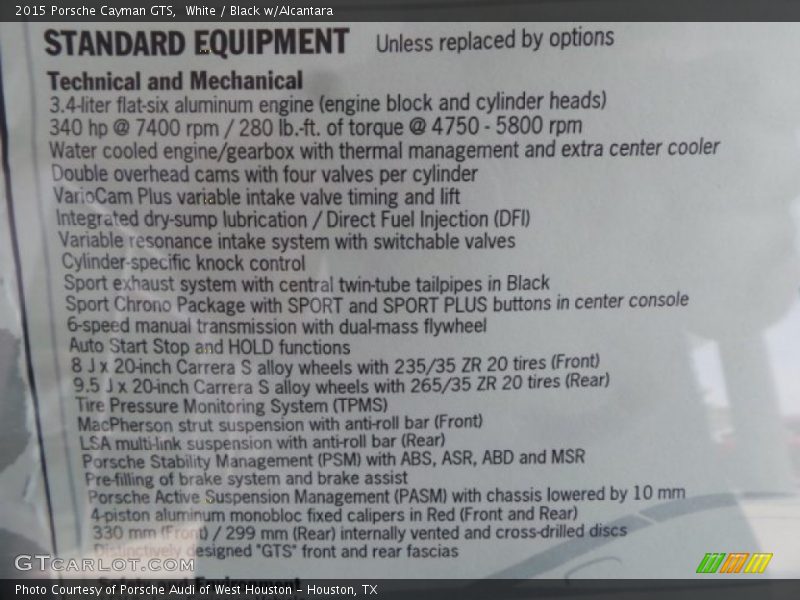 2015 Porsche Cayman GTS,  White / Black w/Alcantara
STANDARD EQUIPMENT Unless replaced by options
Technical and Mechanical
3.4-liter flat-six aluminum engine (engine block and cylinder heads)
340 hp @ 7400 rpm / 280 lb.-ft. of torque @ 4750 - 5800 rpm
Water cooled engine/gearbox with thermal management and extra center cooler
Double overhead cams with four valves per cylinder
VarioCam Plus variable intake valve timing and lift
Integrated dry-sump lubrication / Direct Fuel Injection (DFI)
Variable resonance intake system with switchable valves
Cylinder-specific knock control
Sport exhaust system with central twin-tube tailpipes in Black
Sport Chrono Package with SPORT and SPORT PLUS buttons in center console
6-speed manual transmission with dual-mass flywheel
Auto Start Stop and HOLD functions
8 J x 20-inch Carrera S alloy wheels with 235/35 ZR 20 tires (Front)
9.5 J x 20-inch Carrera S alloy wheels with 265/35 ZR 20 tires (Rear)
Tire Pressure Monitoring System (TPMS)
MacPherson strut suspension with anti-roll bar (Front)
LSA multi-link suspension with anti-roll bar (Rear)
Porsche Stability Management (PSM) with ABS, ASR, ABD and MSR
Pre-filling of brake system and brake assist
Porsche Active Suspension Management (PASM) with chassis lowered by 10 mm
4-piston aluminum monobloc fixed calipers in Red (Front and Rear)
330 mm (Front) / 299 mm (Rear) internally vented and cross-drilled discs
Distinctively designed "GTS" front and rear fascias
Safety and Environment
GTCARLOT.COM
Photo Courtesy of Porsche Audi of West Houston – Houston, TX